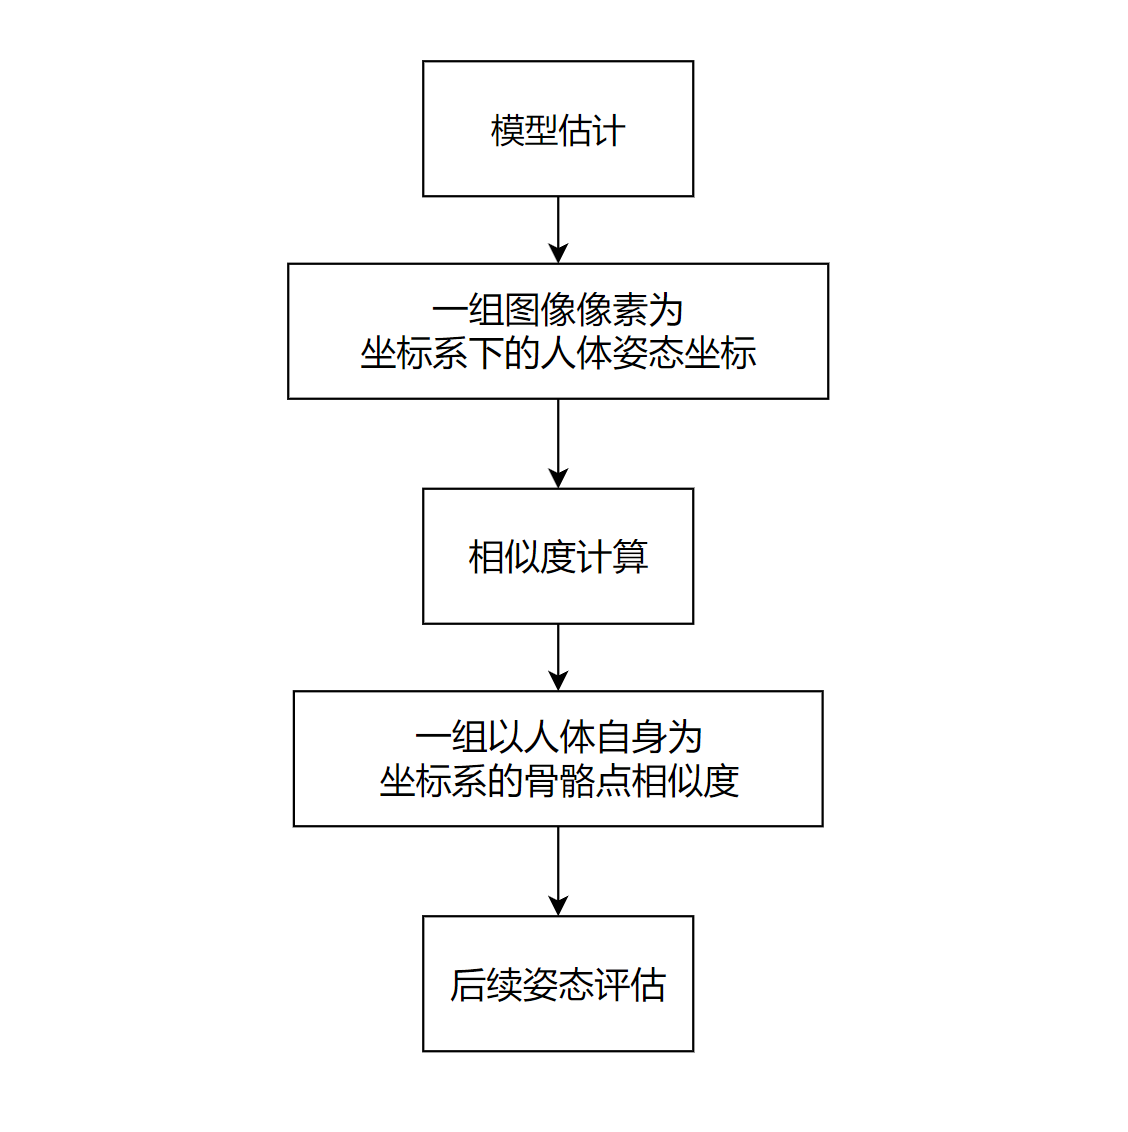 模型估计
一组图像像素为
坐标系下的人体姿态坐标
相似度计算
一组以人体自身为
坐标系的骨骼点相似度
后续姿态评估